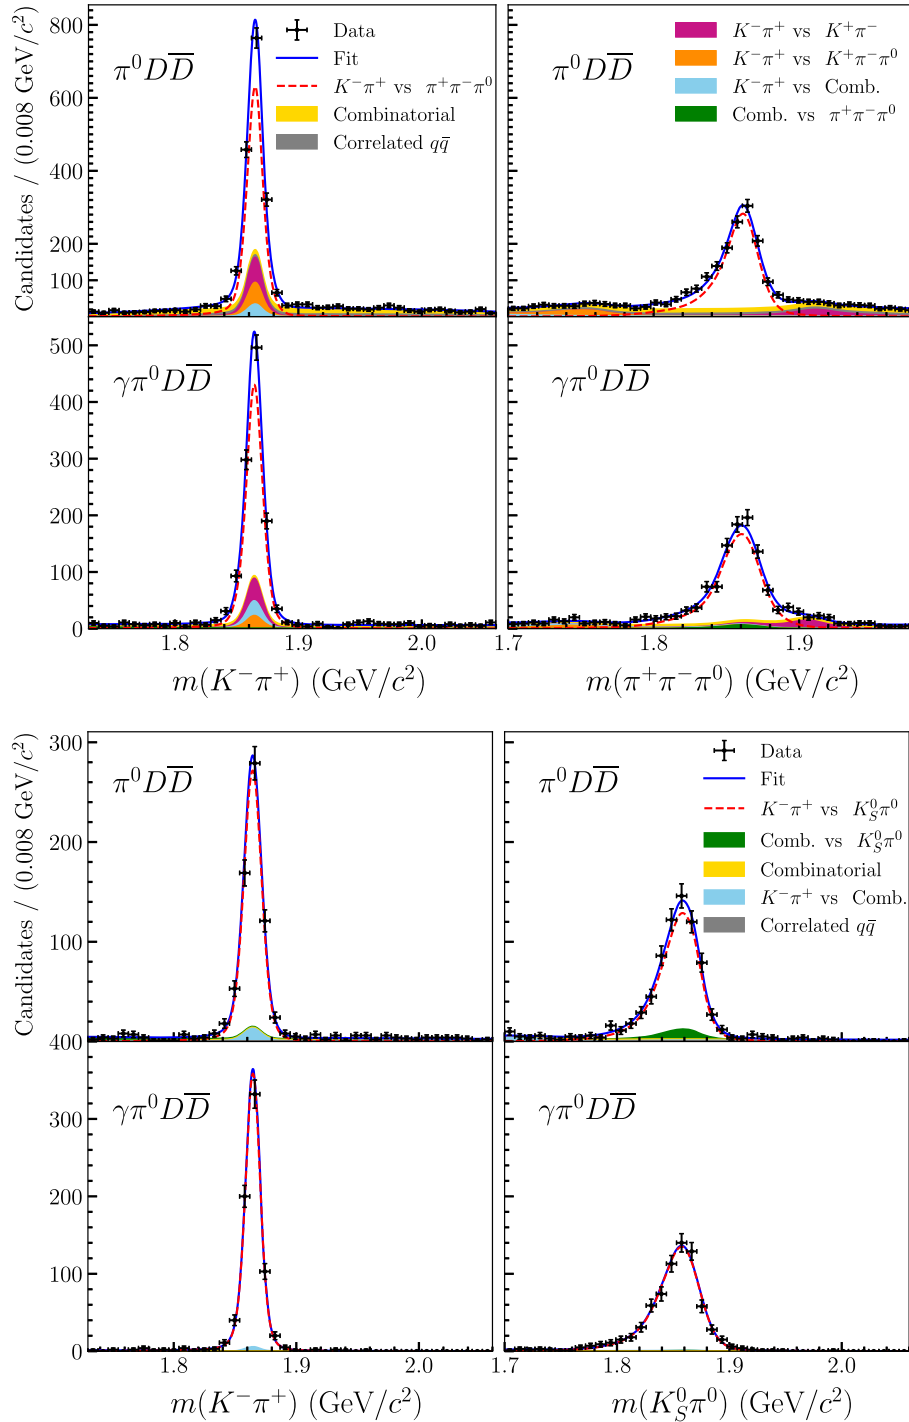 Candidates / (0.008 GeV/c²)
800
600
400
200
100
π⁰DD̅
Data
Fit
K⁻π⁺ vs π⁺π⁻π⁰
Combinatorial
Correlated qq̄
π⁰DD̅
K⁻π⁺ vs K⁺π⁻
K⁻π⁺ vs K⁺π⁻π⁰
K⁻π⁺ vs Comb.
Comb. vs π⁺π⁻π⁰
500
400
300
200
100
0
γπ⁰DD̅
γπ⁰DD̅
1.8 1.9 2.0 1.7 1.8 1.9
m(K⁻π⁺) (GeV/c²) m(π⁺π⁻π⁰) (GeV/c²)
Candidates / (0.008 GeV/c²)
300
200
100
π⁰DD̅
π⁰DD̅
Data
Fit
K⁻π⁺ vs K_S⁰π⁰
Comb. vs K_S⁰π⁰
Combinatorial
K⁻π⁺ vs Comb.
Correlated qq̄
400
300
200
100
0
γπ⁰DD̅
γπ⁰DD̅
1.8 1.9 2.0 1.7 1.8 1.9 2.0
m(K⁻π⁺) (GeV/c²) m(K_S⁰π⁰) (GeV/c²)